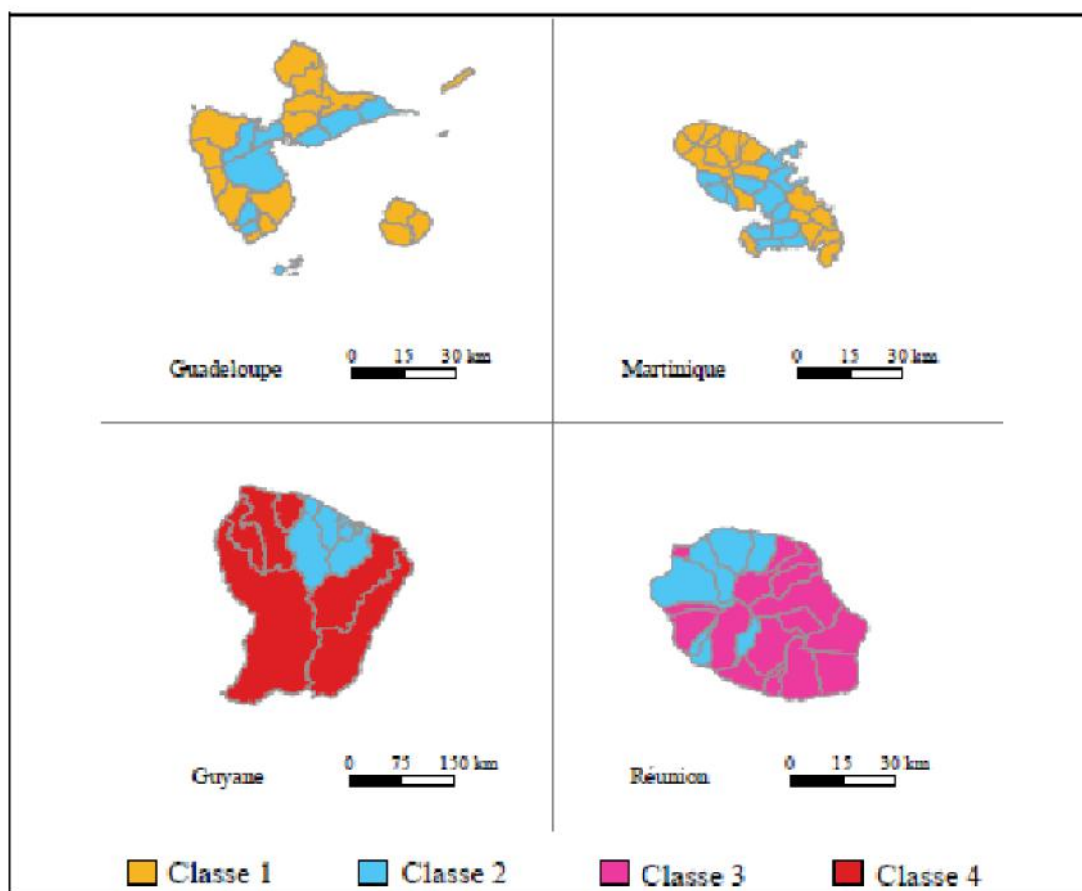 0 15 30 km
Guadeloupe
0 15 30 km
Martinique
0 75 150 km
Guyane
0 15 30 km
Réunion
Classe 1 Classe 2 Classe 3 Classe 4